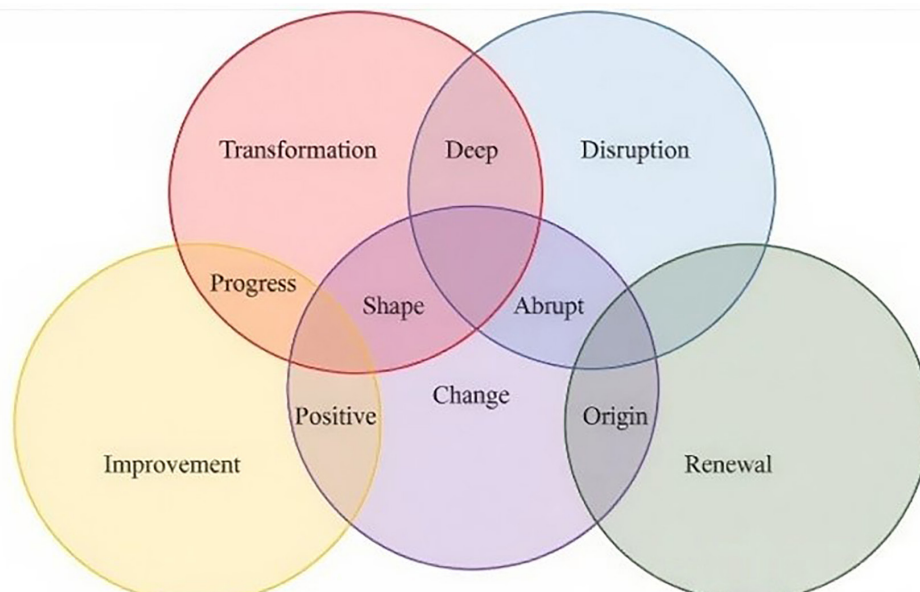 Transformation
Deep
Disruption
Progress
Shape
Abrupt
Change
Positive
Origin
Improvement
Renewal